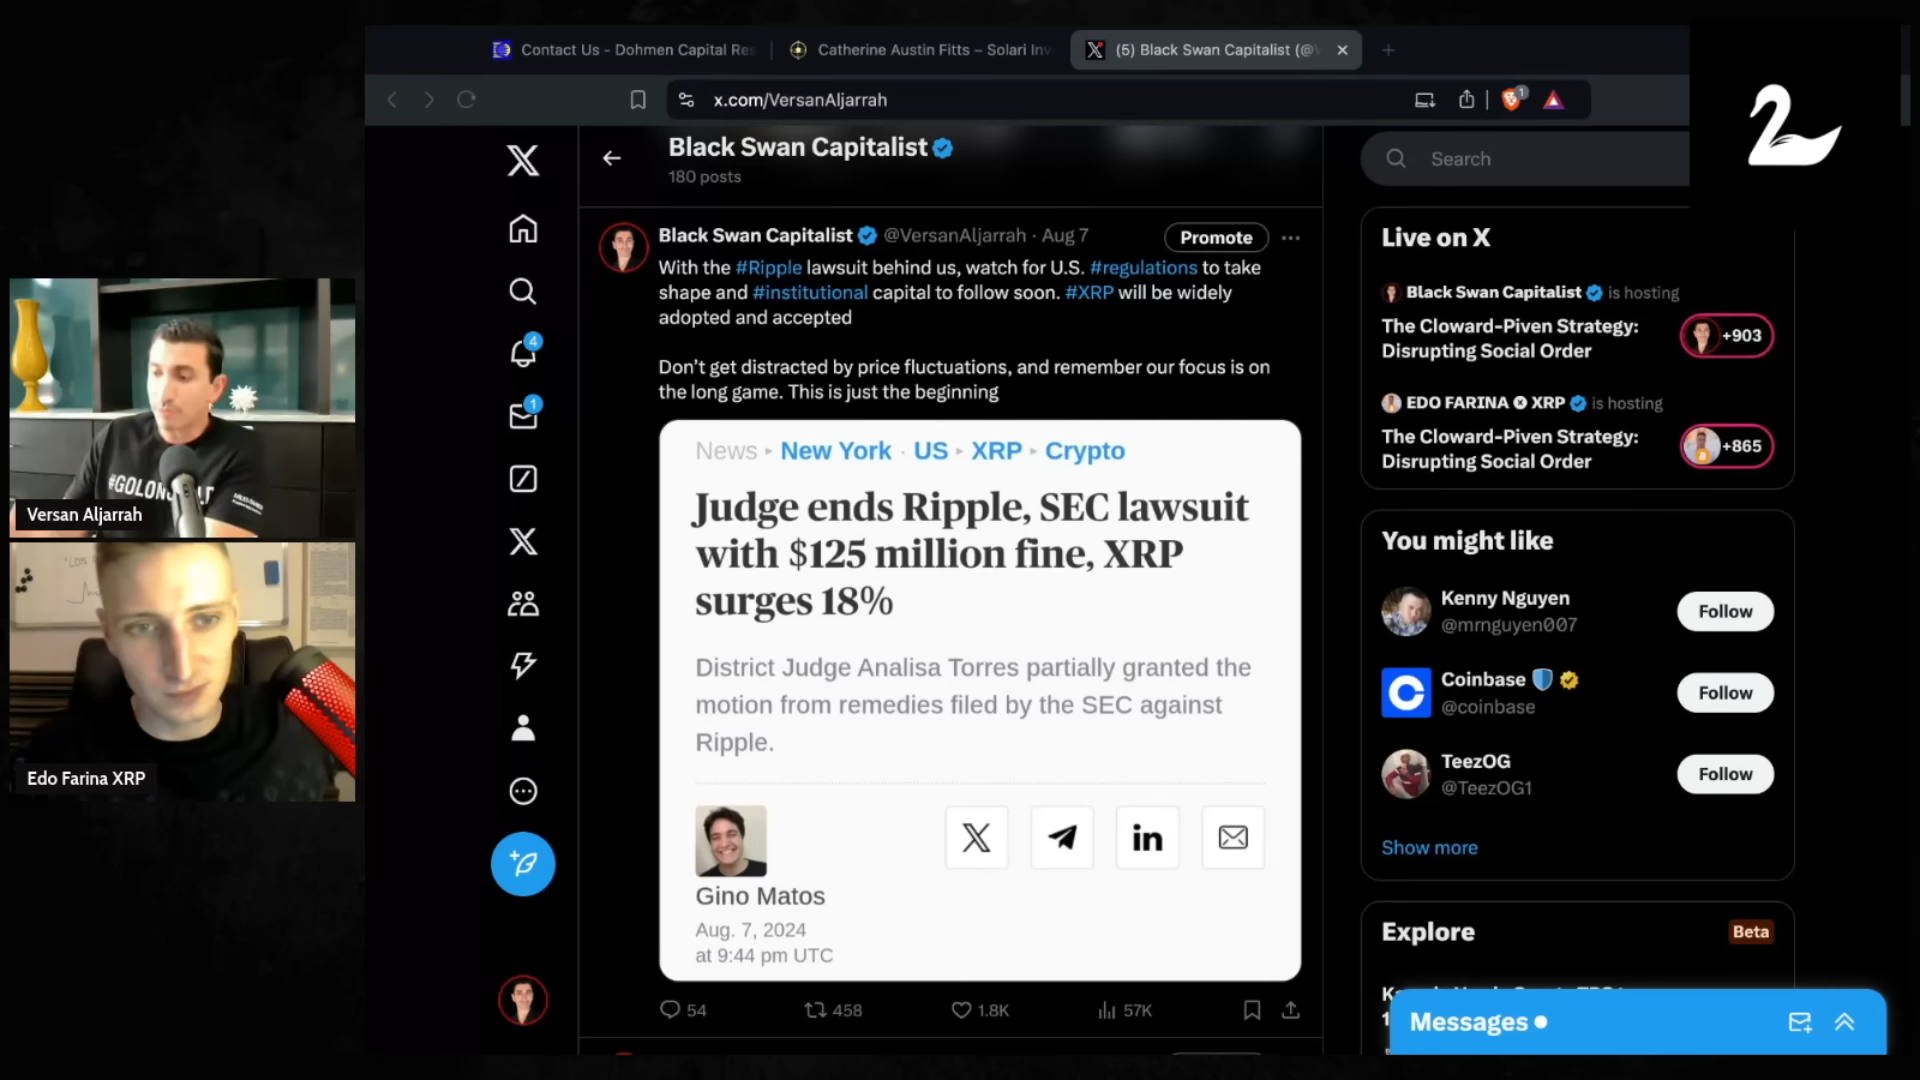 Contact Us - Dohmen Capital Res
Catherine Austin Fitts – Solari Inv
(5) Black Swan Capitalist (@V
x.com/VersanAljarrah
1
Black Swan Capitalist
180 posts
Search
Black Swan Capitalist @VersanAljarrah · Aug 7
Promote
With the #Ripple lawsuit behind us, watch for U.S. #regulations to take
shape and #institutional capital to follow soon. #XRP will be widely
adopted and accepted
Don't get distracted by price fluctuations, and remember our focus is on
the long game. This is just the beginning
News ▸ New York · US ▸ XRP ▸ Crypto
Judge ends Ripple, SEC lawsuit
with $125 million fine, XRP
surges 18%
District Judge Analisa Torres partially granted the
motion from remedies filed by the SEC against
Ripple.
Gino Matos
Aug. 7, 2024
at 9:44 pm UTC
54
458
1.8K
57K
4
1
Live on X
Black Swan Capitalist is hosting
The Cloward-Piven Strategy:
Disrupting Social Order
+903
EDO FARINA XRP is hosting
The Cloward-Piven Strategy:
Disrupting Social Order
+865
You might like
Kenny Nguyen
@mrnguyen007
Follow
Coinbase
@coinbase
Follow
TeezOG
@TeezOG1
Follow
Show more
Explore
Beta
Messages
Versan Aljarrah
Edo Farina XRP